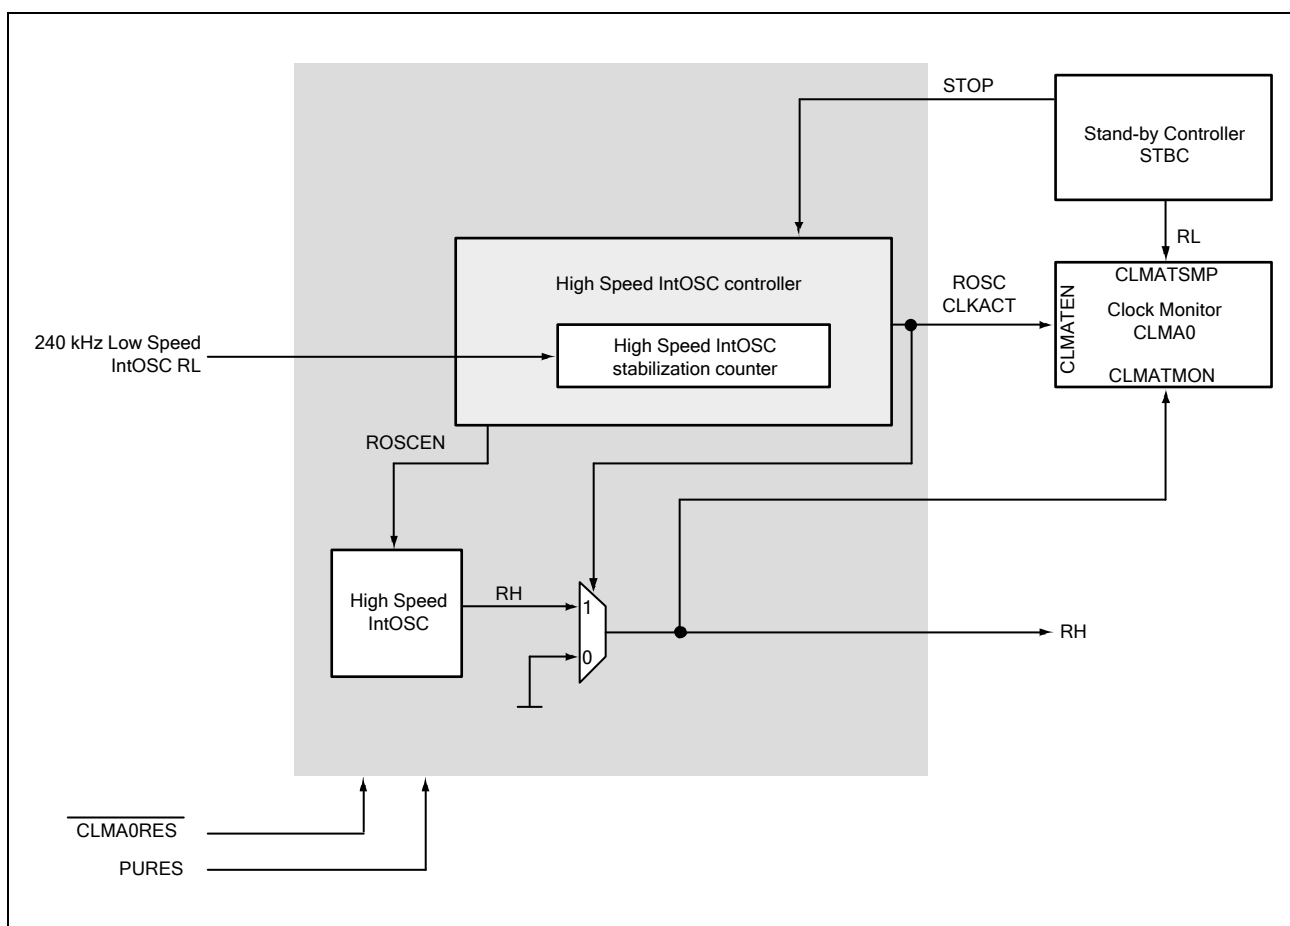 STOP
Stand-by Controller
STBC
RL
High Speed IntOSC controller
ROSC
CLKACT
CLMATEN
CLMATSMP
Clock Monitor
CLMA0
CLMATMON
240 kHz Low Speed
IntOSC RL
High Speed IntOSC
stabilization counter
ROSCEN
High Speed
IntOSC
RH
1
0
RH
CLMA0RES
PURES